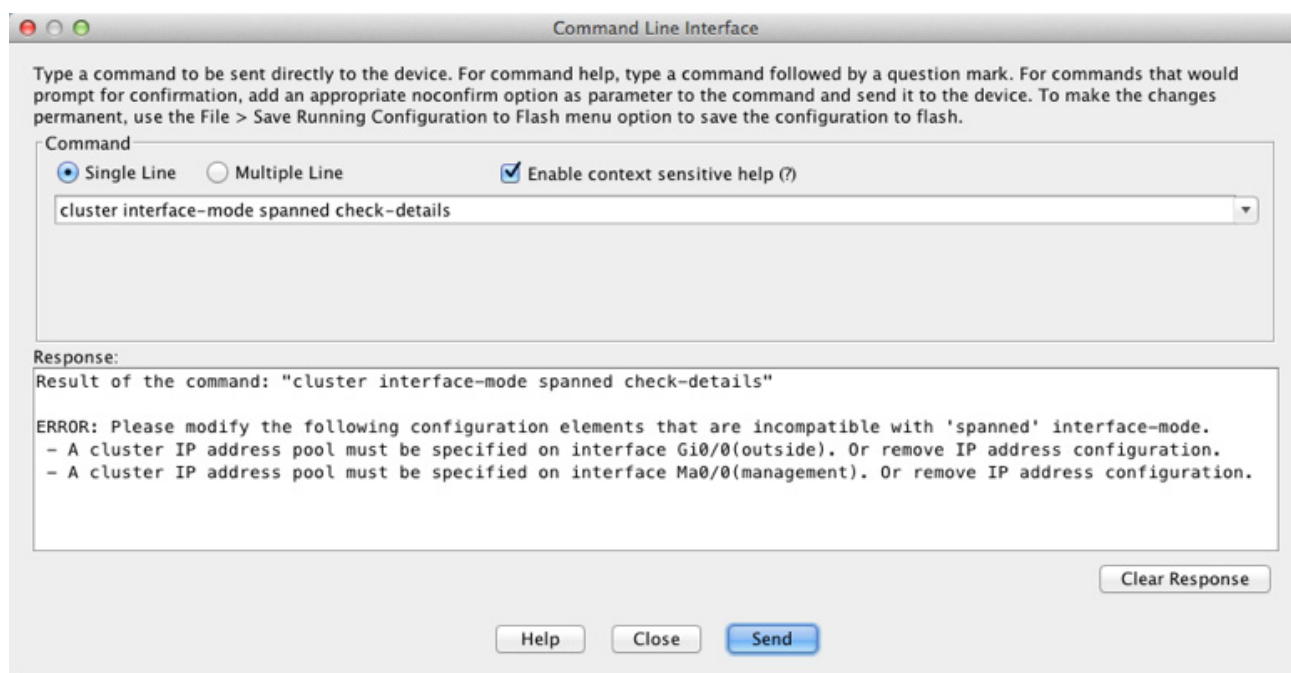 Command Line Interface
Type a command to be sent directly to the device. For command help, type a command followed by a question mark. For commands that would
prompt for confirmation, add an appropriate noconfirm option as parameter to the command and send it to the device. To make the changes
permanent, use the File > Save Running Configuration to Flash menu option to save the configuration to flash.
Command
Single Line Multiple Line Enable context sensitive help (?)
cluster interface-mode spanned check-details
Response:
Result of the command: "cluster interface-mode spanned check-details"
ERROR: Please modify the following configuration elements that are incompatible with 'spanned' interface-mode.
- A cluster IP address pool must be specified on interface Gi0/0(outside). Or remove IP address configuration.
- A cluster IP address pool must be specified on interface Ma0/0(management). Or remove IP address configuration.
Clear Response
Help Close Send